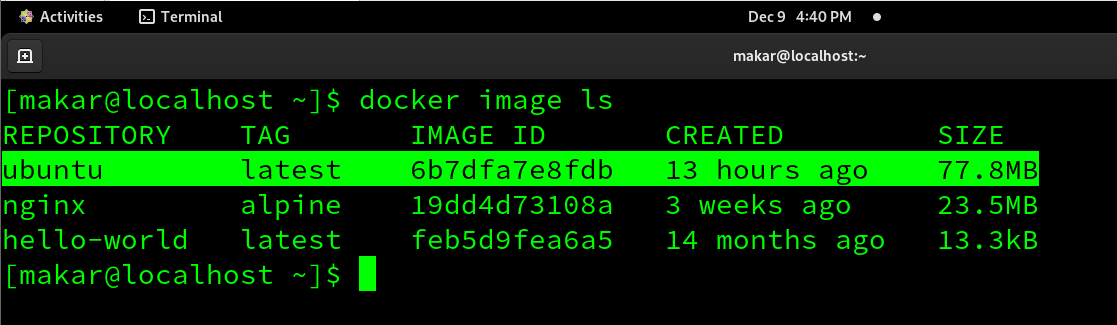 Activities Terminal Dec 9 4:40 PM
makar@localhost:~
[makar@localhost ~]$ docker image ls
REPOSITORY TAG IMAGE ID CREATED SIZE
ubuntu latest 6b7dfa7e8fdb 13 hours ago 77.8MB
nginx alpine 19dd4d73108a 3 weeks ago 23.5MB
hello-world latest feb5d9fea6a5 14 months ago 13.3kB
[makar@localhost ~]$